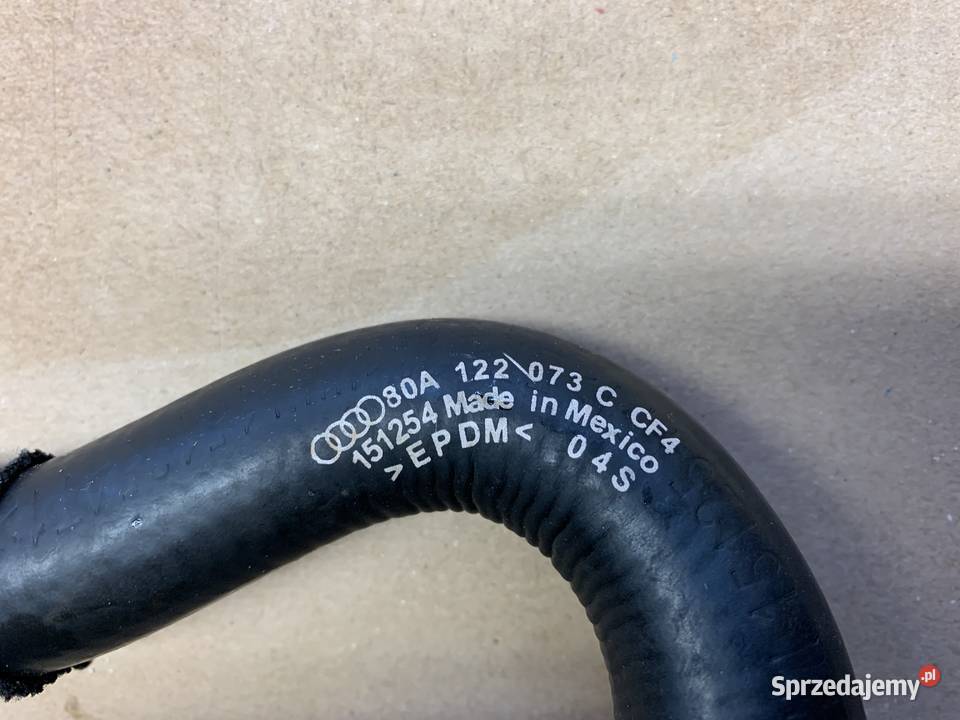 80A 122 073 C CF4
151254 Made in Mexico
>EPDM< 04S
Sprzedajemy.pl